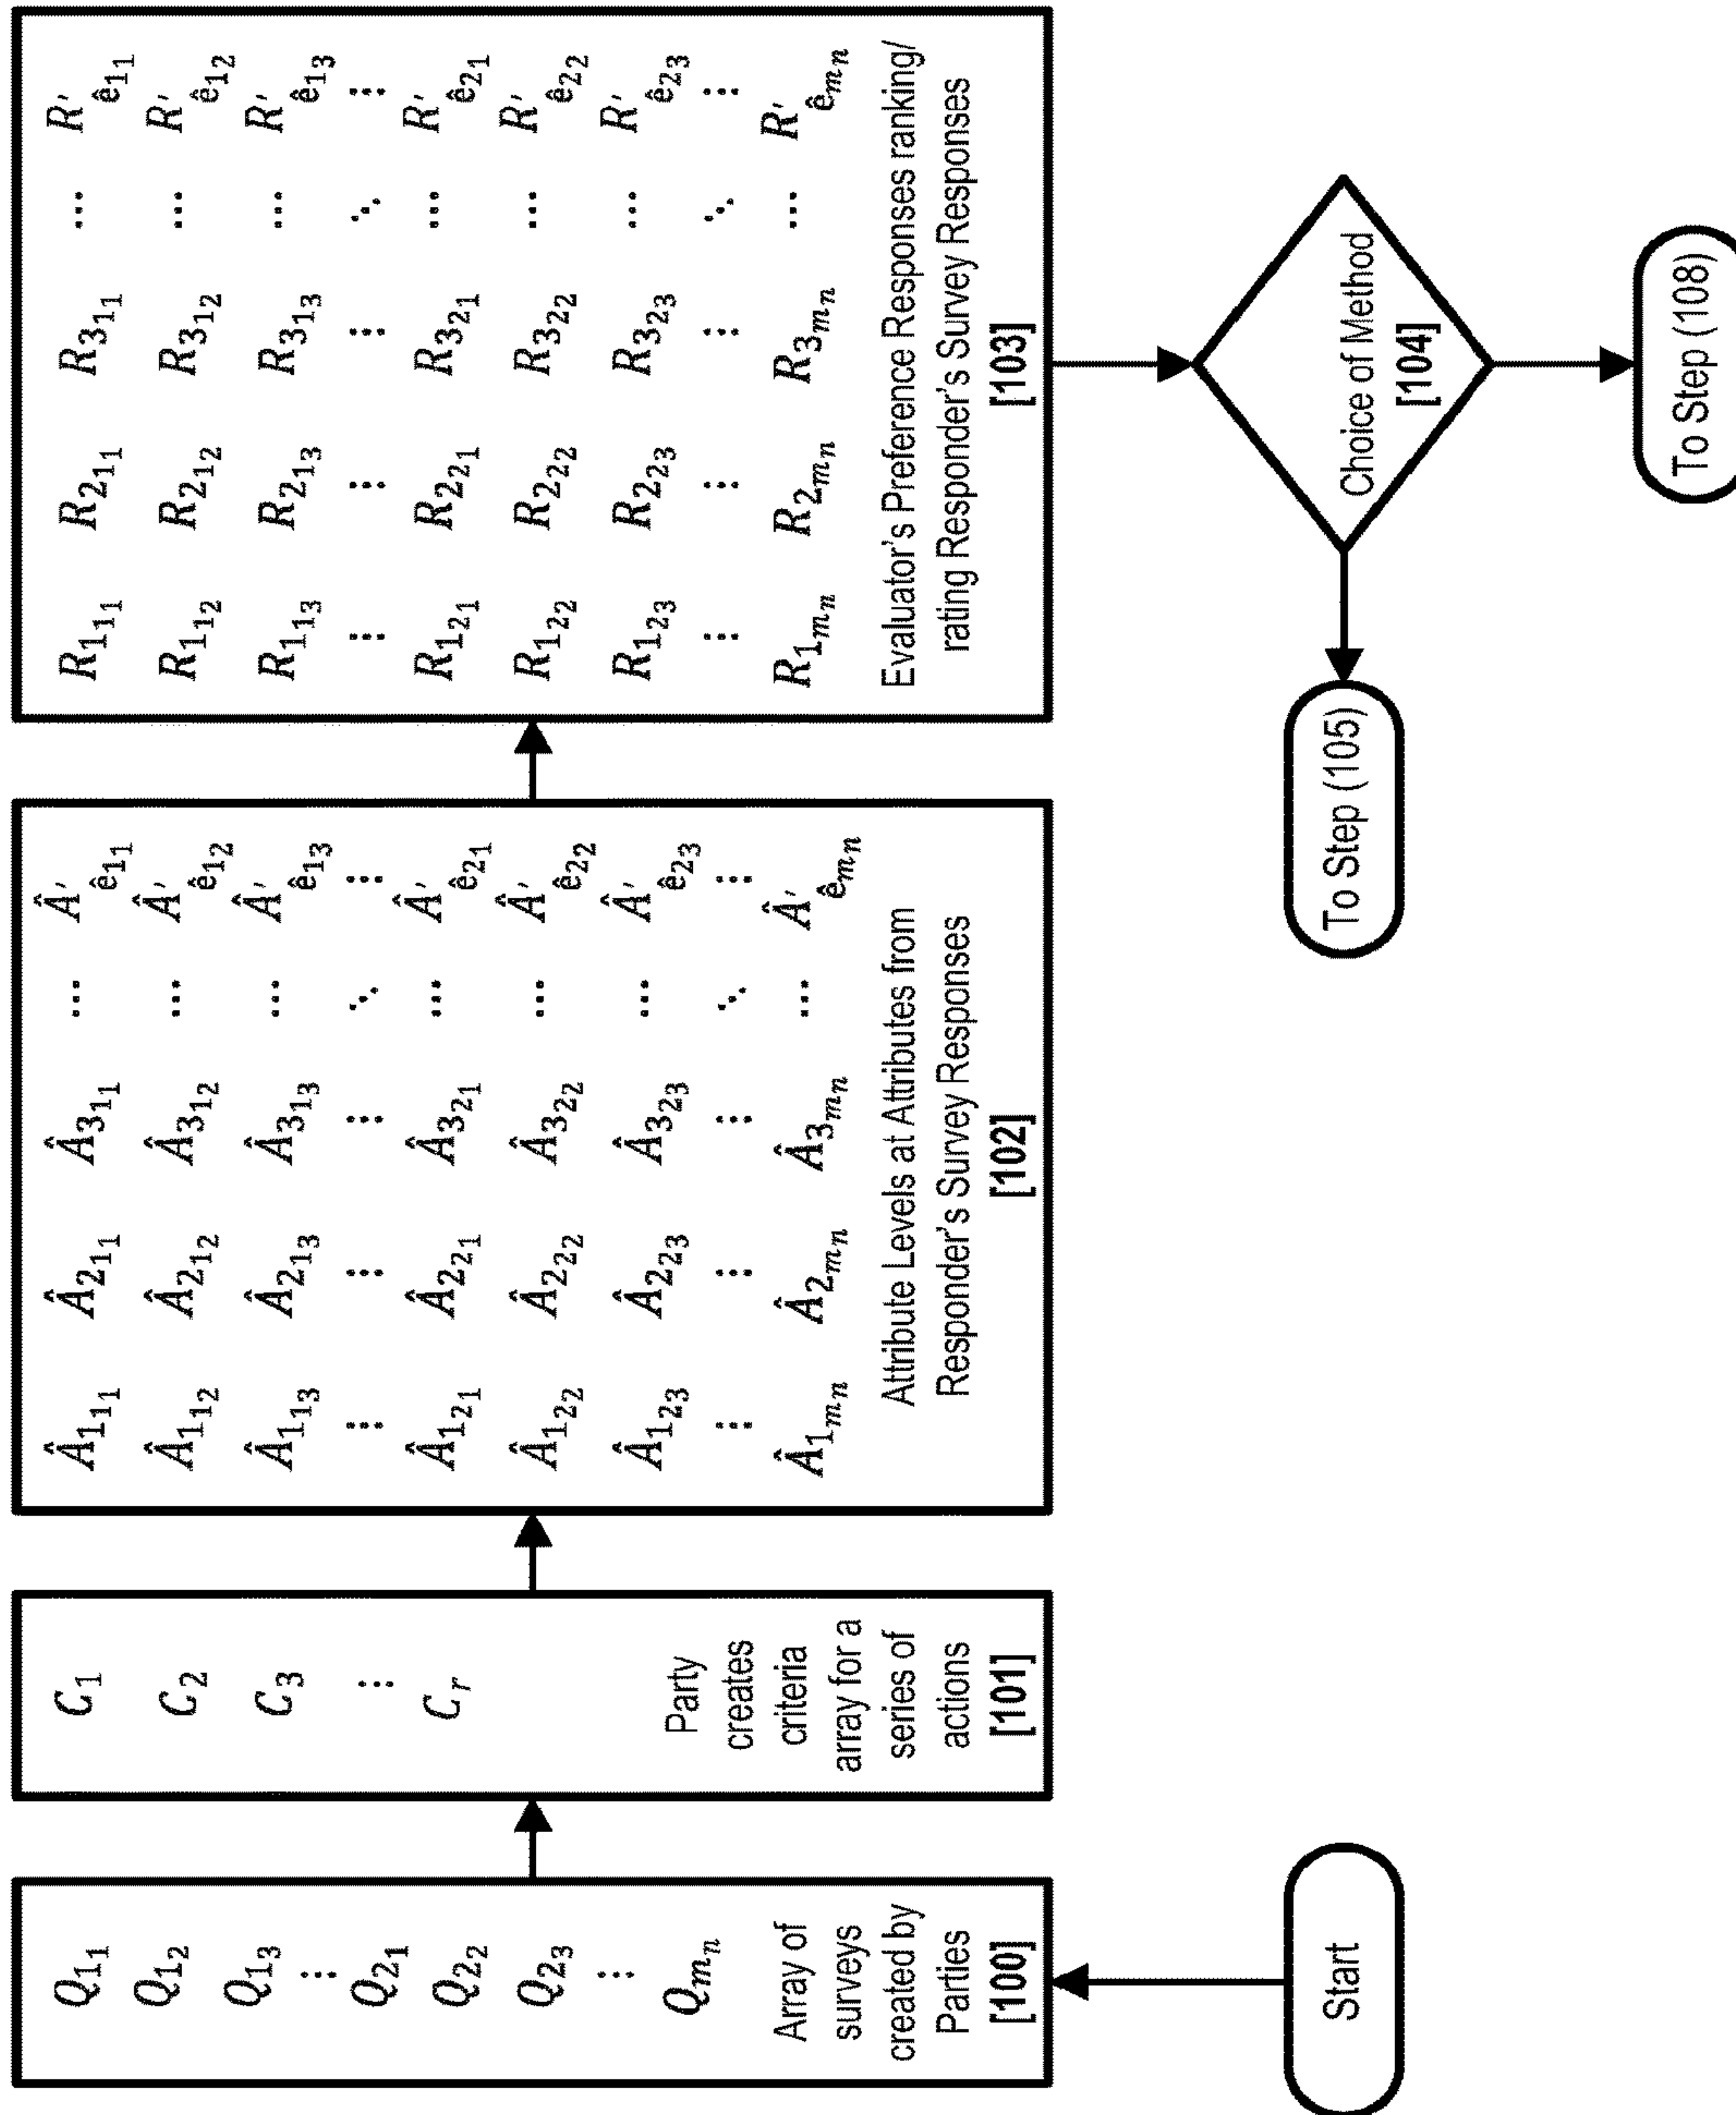 Q₁₁
Q₁₂
Q₁₃
⋮
Q₂₁
Q₂₂
Q₂₃
⋮
Qₘₙ
Array of
surveys
created by
Parties
[100]
C₁
C₂
C₃
⋮
Cᵣ
Party
creates
criteria
array for a
series of
actions
[101]
Â₁₁₁ Â₂₁₁ Â₃₁₁ ... Â'ê₁₁
Â₁₁₂ Â₂₁₂ Â₃₁₂ ... Â'ê₁₂
Â₁₁₃ Â₂₁₃ Â₃₁₃ ... Â'ê₁₃
⋮ ⋮ ⋮ ⋱ ⋮
Â₁₂₁ Â₂₂₁ Â₃₂₁ ... Â'ê₂₁
Â₁₂₂ Â₂₂₂ Â₃₂₂ ... Â'ê₂₂
Â₁₂₃ Â₂₂₃ Â₃₂₃ ... Â'ê₂₃
⋮ ⋮ ⋮ ⋱ ⋮
Â₁ₘₙ Â₂ₘₙ Â₃ₘₙ ... Â'êₘₙ
Attribute Levels at Attributes from
Responder's Survey Responses
[102]
R₁₁₁ R₂₁₁ R₃₁₁ ... R'ê₁₁
R₁₁₂ R₂₁₂ R₃₁₂ ... R'ê₁₂
R₁₁₃ R₂₁₃ R₃₁₃ ... R'ê₁₃
⋮ ⋮ ⋮ ⋱ ⋮
R₁₂₁ R₂₂₁ R₃₂₁ ... R'ê₂₁
R₁₂₂ R₂₂₂ R₃₂₂ ... R'ê₂₂
R₁₂₃ R₂₂₃ R₃₂₃ ... R'ê₂₃
⋮ ⋮ ⋮ ⋱ ⋮
R₁ₘₙ R₂ₘₙ R₃ₘₙ ... R'êₘₙ
Evaluator's Preference Responses ranking/
rating Responder's Survey Responses
[103]
Start
To Step (105)
Choice of Method
[104]
To Step (108)